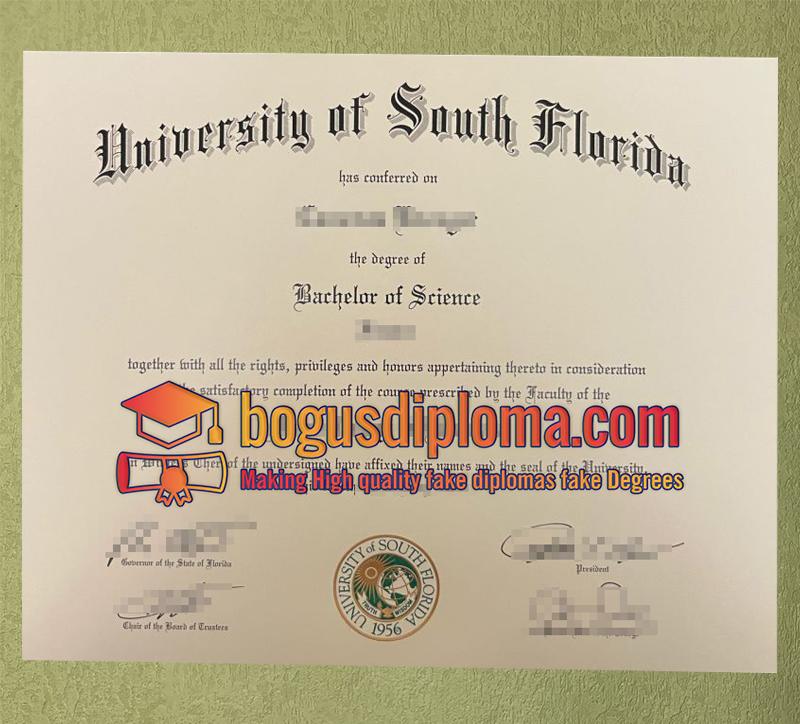 University of South Florida
has conferred on
the degree of
Bachelor of Science
together with all the rights, privileges and honors appertaining thereto in consideration
satisfactory completion of the course prescribed by the Faculty of the
bogusdiploma.com
of the undersigned have affixed their names and the seal of the University
Making High quality fake diplomas fake Degrees
Governor of the State of Florida
President
Chair of the Board of Trustees
UNIVERSITY of SOUTH FLORIDA
TRUTH WISDOM
1956